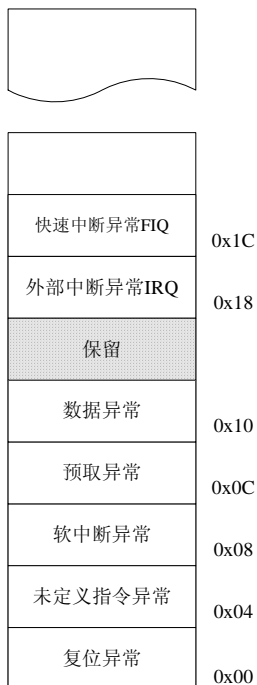 快速中断异常FIQ
0x1C
外部中断异常IRQ
0x18
保留
数据异常
0x10
预取异常
0x0C
软中断异常
0x08
未定义指令异常
0x04
复位异常
0x00